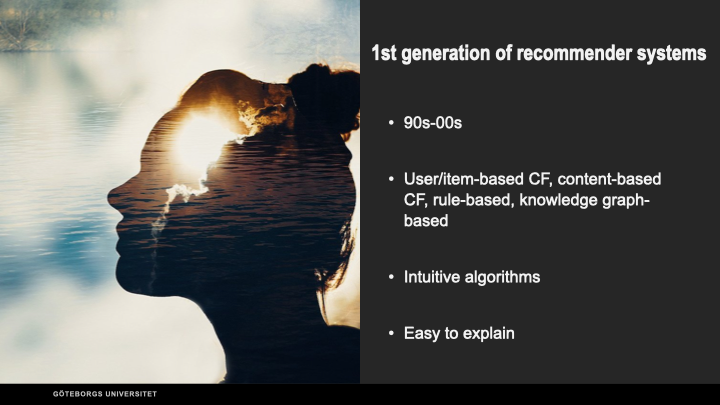 1st generation of recommender systems
• 90s-00s
• User/item-based CF, content-based
CF, rule-based, knowledge graph-
based
• Intuitive algorithms
• Easy to explain
GÖTEBORGS UNIVERSITET